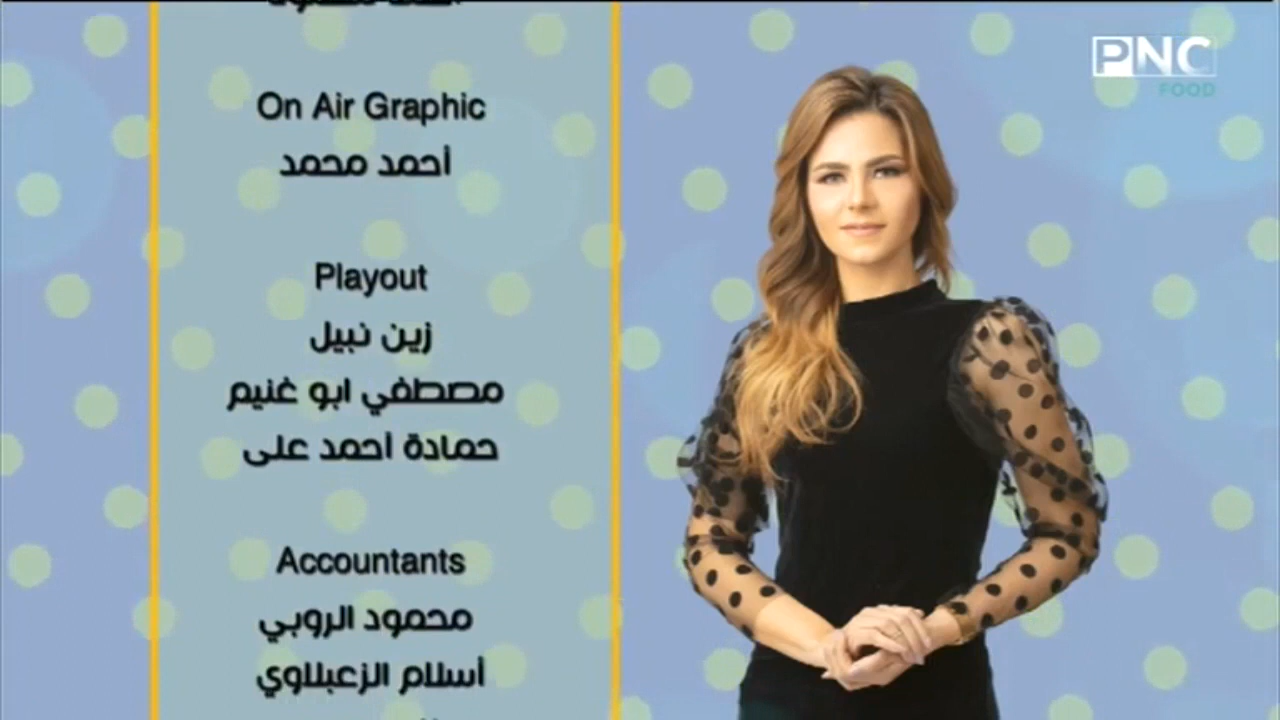 PNC
FOOD
On Air Graphic
أحمد محمد
Playout
زين نبيل
مصطفي ابو غنيم
حمادة احمد على
Accountants
محمود الروبي
أسلام الزعبلاوي